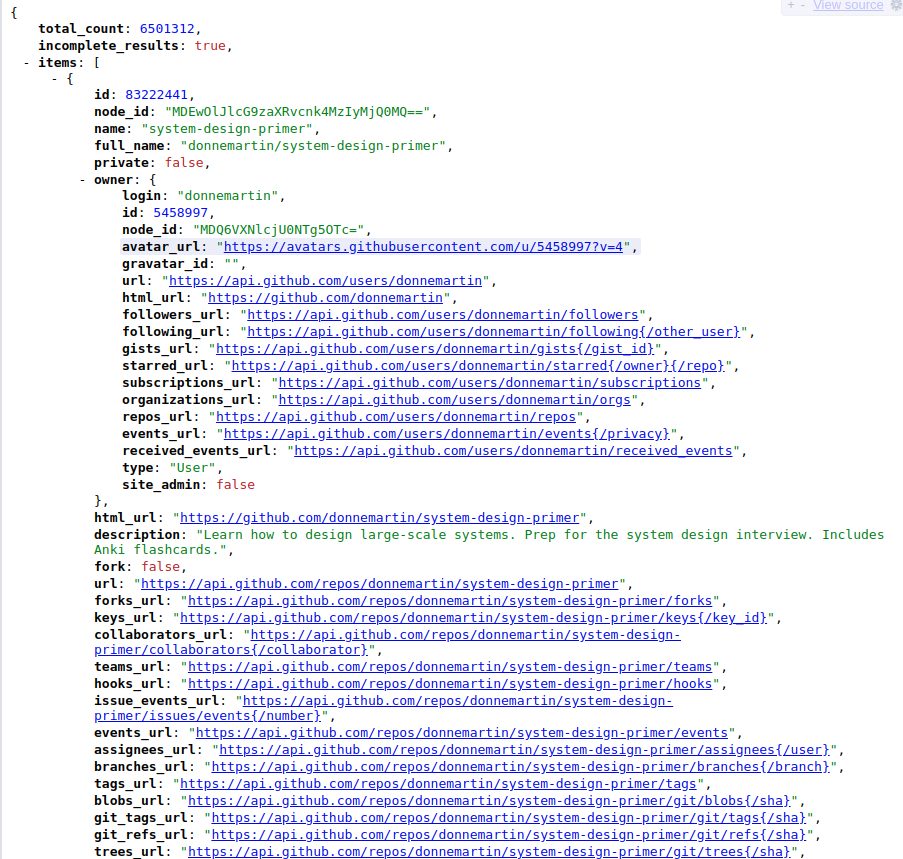 + - View source
{
total_count: 6501312,
incomplete_results: true,
- items: [
- {
id: 83222441,
node_id: "MDEwOlJlcG9zaXRvcnk4MzIyMjQ0MQ==",
name: "system-design-primer",
full_name: "donnemartin/system-design-primer",
private: false,
- owner: {
login: "donnemartin",
id: 5458997,
node_id: "MDQ6VXNlcjU0NTg5OTc=",
avatar_url: "https://avatars.githubusercontent.com/u/5458997?v=4",
gravatar_id: "",
url: "https://api.github.com/users/donnemartin",
html_url: "https://github.com/donnemartin",
followers_url: "https://api.github.com/users/donnemartin/followers",
following_url: "https://api.github.com/users/donnemartin/following{/other_user}",
gists_url: "https://api.github.com/users/donnemartin/gists{/gist_id}",
starred_url: "https://api.github.com/users/donnemartin/starred{/owner}{/repo}",
subscriptions_url: "https://api.github.com/users/donnemartin/subscriptions",
organizations_url: "https://api.github.com/users/donnemartin/orgs",
repos_url: "https://api.github.com/users/donnemartin/repos",
events_url: "https://api.github.com/users/donnemartin/events{/privacy}",
received_events_url: "https://api.github.com/users/donnemartin/received_events",
type: "User",
site_admin: false
},
html_url: "https://github.com/donnemartin/system-design-primer",
description: "Learn how to design large-scale systems. Prep for the system design interview. Includes
Anki flashcards.",
fork: false,
url: "https://api.github.com/repos/donnemartin/system-design-primer",
forks_url: "https://api.github.com/repos/donnemartin/system-design-primer/forks",
keys_url: "https://api.github.com/repos/donnemartin/system-design-primer/keys{/key_id}",
collaborators_url: "https://api.github.com/repos/donnemartin/system-design-
primer/collaborators{/collaborator}",
teams_url: "https://api.github.com/repos/donnemartin/system-design-primer/teams",
hooks_url: "https://api.github.com/repos/donnemartin/system-design-primer/hooks",
issue_events_url: "https://api.github.com/repos/donnemartin/system-design-
primer/issues/events{/number}",
events_url: "https://api.github.com/repos/donnemartin/system-design-primer/events",
assignees_url: "https://api.github.com/repos/donnemartin/system-design-primer/assignees{/user}",
branches_url: "https://api.github.com/repos/donnemartin/system-design-primer/branches{/branch}",
tags_url: "https://api.github.com/repos/donnemartin/system-design-primer/tags",
blobs_url: "https://api.github.com/repos/donnemartin/system-design-primer/git/blobs{/sha}",
git_tags_url: "https://api.github.com/repos/donnemartin/system-design-primer/git/tags{/sha}",
git_refs_url: "https://api.github.com/repos/donnemartin/system-design-primer/git/refs{/sha}",
trees_url: "https://api.github.com/repos/donnemartin/system-design-primer/git/trees{/sha}",